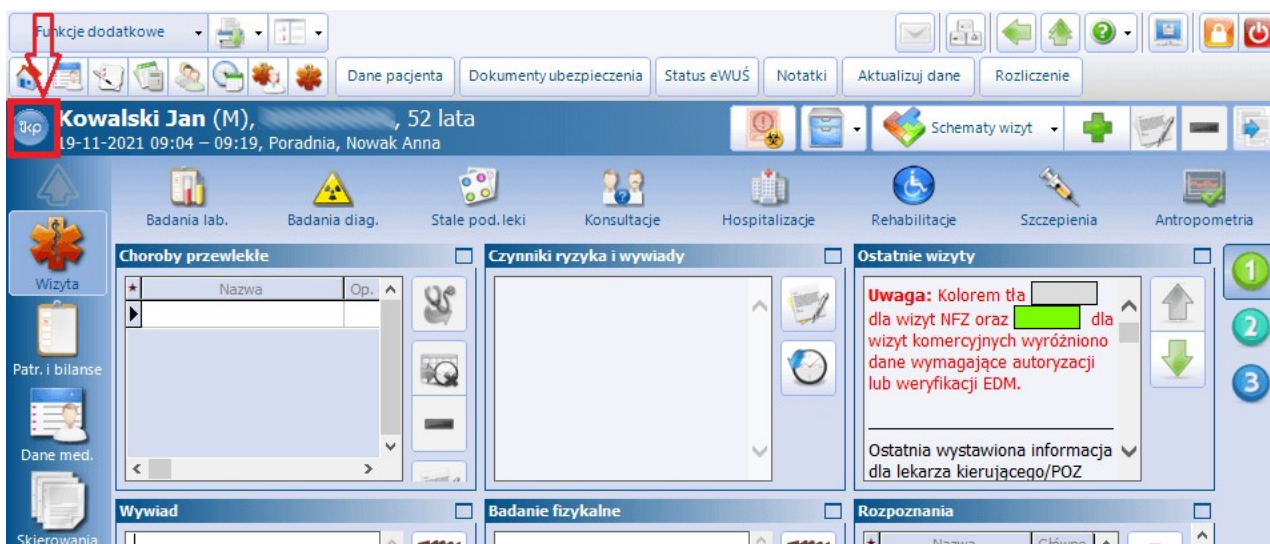 Funkcje dodatkowe
Dane pacjenta
Dokumenty ubezpieczenia
Status eWUŚ
Notatki
Aktualizuj dane
Rozliczenie
Kowalski Jan (M), , 52 lata
19-11-2021 09:04 – 09:19, Poradnia, Nowak Anna
Schematy wizyt
Badania lab.
Badania diag.
Stale pod. leki
Konsultacje
Hospitalizacje
Rehabilitacje
Szczepienia
Antropometria
Wizyta
Patr. i bilanse
Dane med.
Skierowania
Choroby przewlekłe
Nazwa
Op.
Czynniki ryzyka i wywiady
Ostatnie wizyty
Uwaga: Kolorem tła
dla wizyt NFZ oraz dla
wizyt komercyjnych wyróżniono
dane wymagające autoryzacji
lub weryfikacji EDM.
Ostatnia wystawiona informacja
dla lekarza kierującego/POZ
1
2
3
Wywiad
Badanie fizykalne
Rozpoznania
Nazwa
Główne